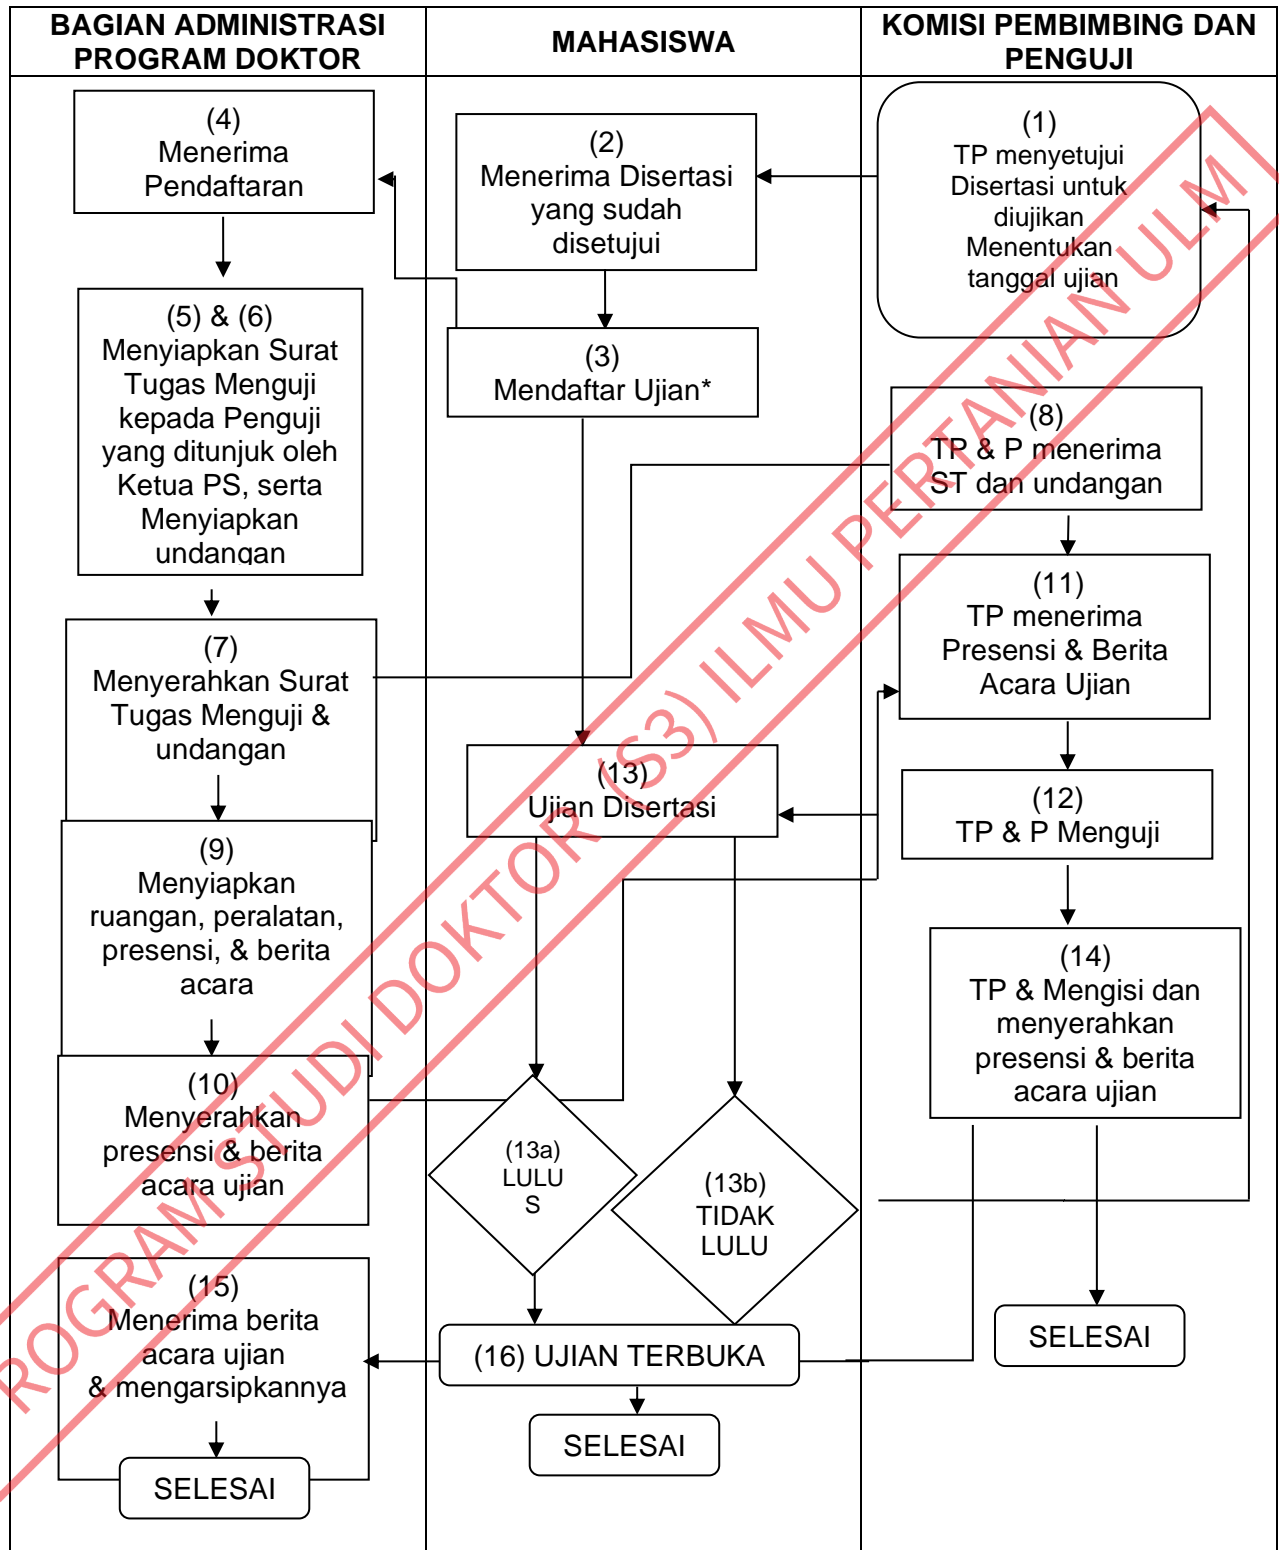 BAGIAN ADMINISTRASI
PROGRAM DOKTOR
MAHASISWA
KOMISI PEMBIMBING DAN
PENGUJI
(4)
Menerima
Pendaftaran
(5) & (6)
Menyiapkan Surat
Tugas Menguji
kepada Penguji
yang ditunjuk oleh
Ketua PS, serta
Menyiapkan
undangan
(7)
Menyerahkan Surat
Tugas Menguji &
undangan
(9)
Menyiapkan
ruangan, peralatan,
presensi, & berita
acara
(10)
Menyerahkan
presensi & berita
acara ujian
(15)
Menerima berita
acara ujian
& mengarsipkannya
SELESAI
(2)
Menerima Disertasi
yang sudah
disetujui
(3)
Mendaftar Ujian*
(13)
Ujian Disertasi
(13a)
LULU
S
(13b)
TIDAK
LULU
(16) UJIAN TERBUKA
SELESAI
(1)
TP menyetujui
Disertasi untuk
diujikan
Menentukan
tanggal ujian
(8)
TP & P menerima
ST dan undangan
(11)
TP menerima
Presensi & Berita
Acara Ujian
(12)
TP & P Menguji
(14)
TP & Mengisi dan
menyerahkan
presensi & berita
acara ujian
SELESAI
ROGRAM STUDI DOKTOR (S3) ILMU PERTANIAN ULM